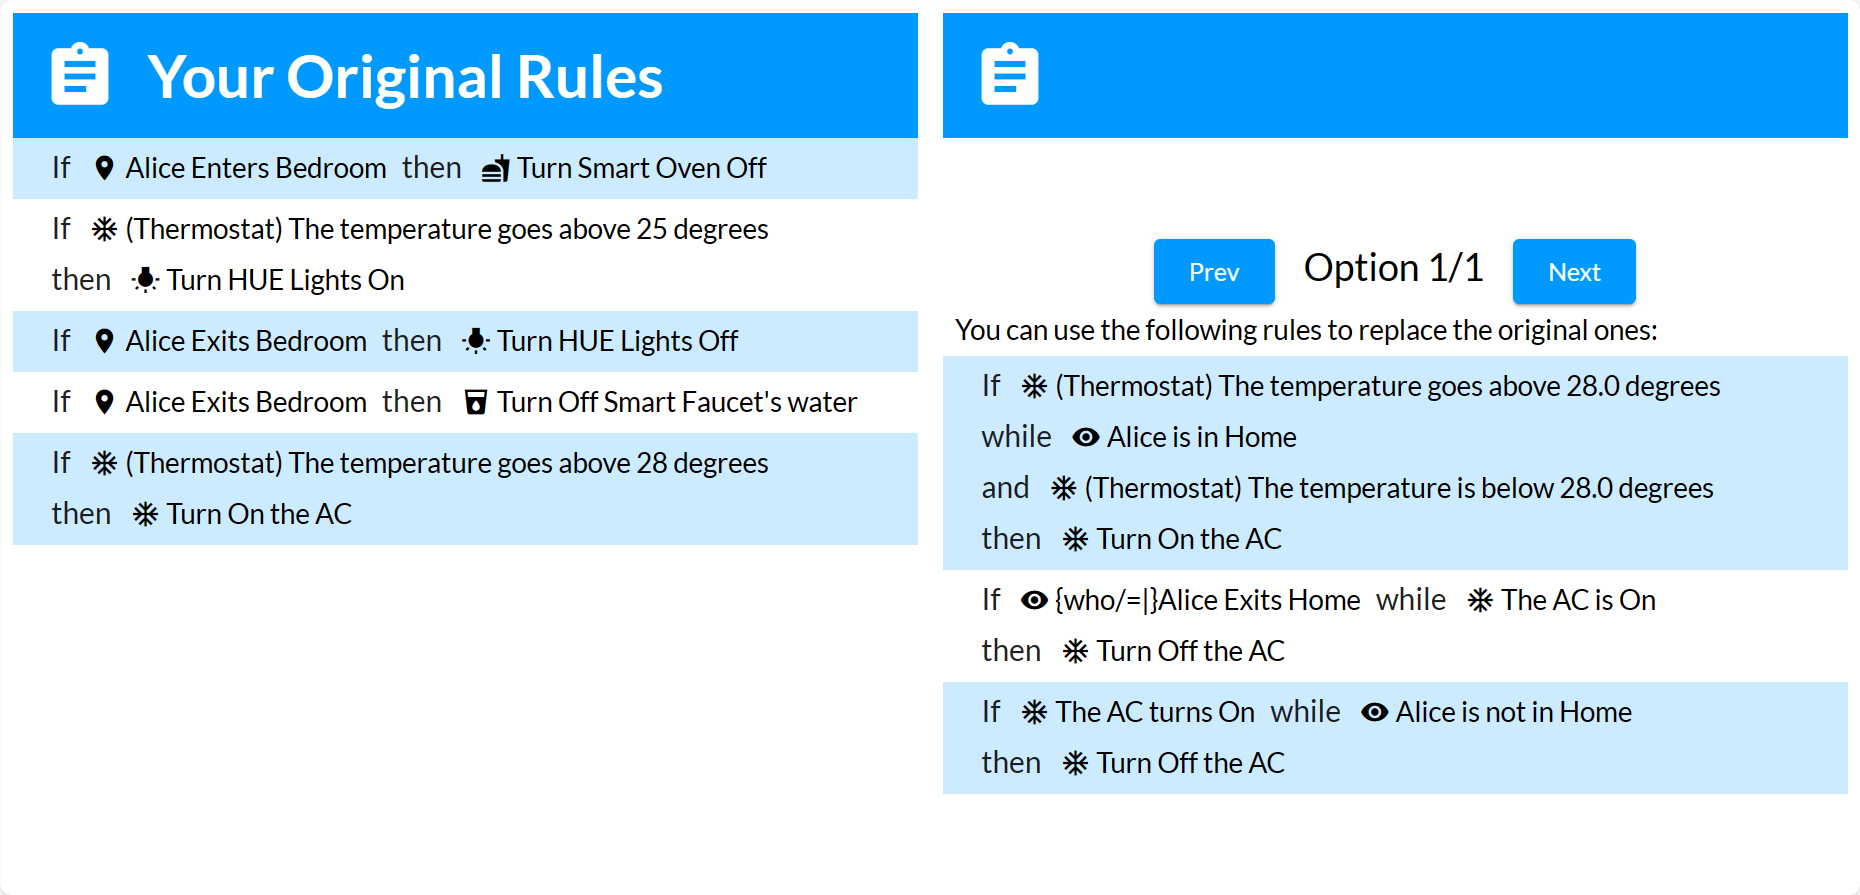 Your Original Rules
If Alice Enters Bedroom then Turn Smart Oven Off
If (Thermostat) The temperature goes above 25 degrees
then Turn HUE Lights On
If Alice Exits Bedroom then Turn HUE Lights Off
If Alice Exits Bedroom then Turn Off Smart Faucet's water
If (Thermostat) The temperature goes above 28 degrees
then Turn On the AC
Prev Option 1/1 Next
You can use the following rules to replace the original ones:
If (Thermostat) The temperature goes above 28.0 degrees
while Alice is in Home
and (Thermostat) The temperature is below 28.0 degrees
then Turn On the AC
If {who/=|}Alice Exits Home while The AC is On
then Turn Off the AC
If The AC turns On while Alice is not in Home
then Turn Off the AC